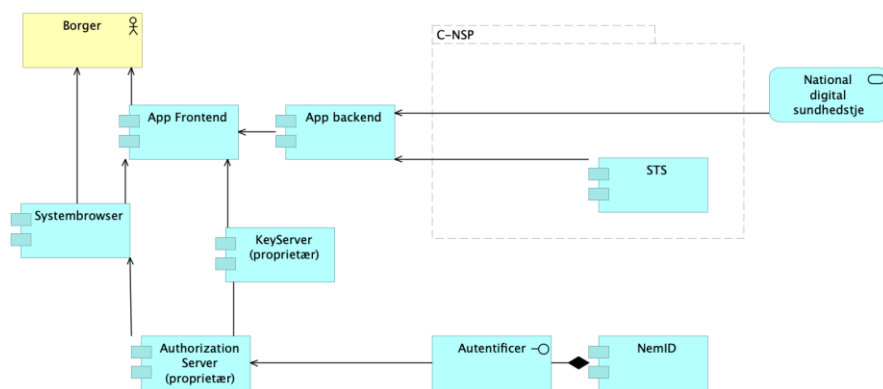 Borger
C-NSP
National
digital
sundhedstje
App Frontend
App backend
STS
Systembrowser
KeyServer
(proprietær)
Authorization
Server
(proprietær)
Autentificer
NemID